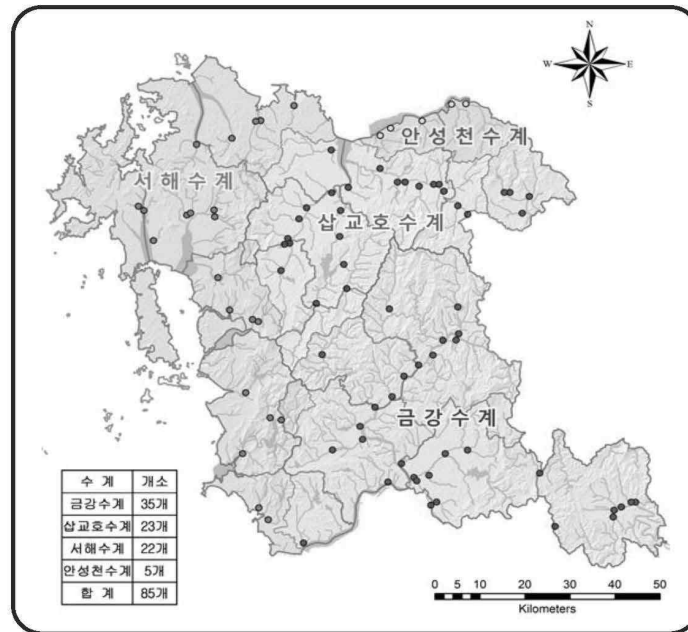 N
W E
S
안성천수계
서해수계
삽교호수계
금강수계
수 계 개소
금강수계 35개
삽교호수계 23개
서해수계 22개
안성천수계 5개
합 계 85개
0 5 10 20 30 40 50
Kilometers